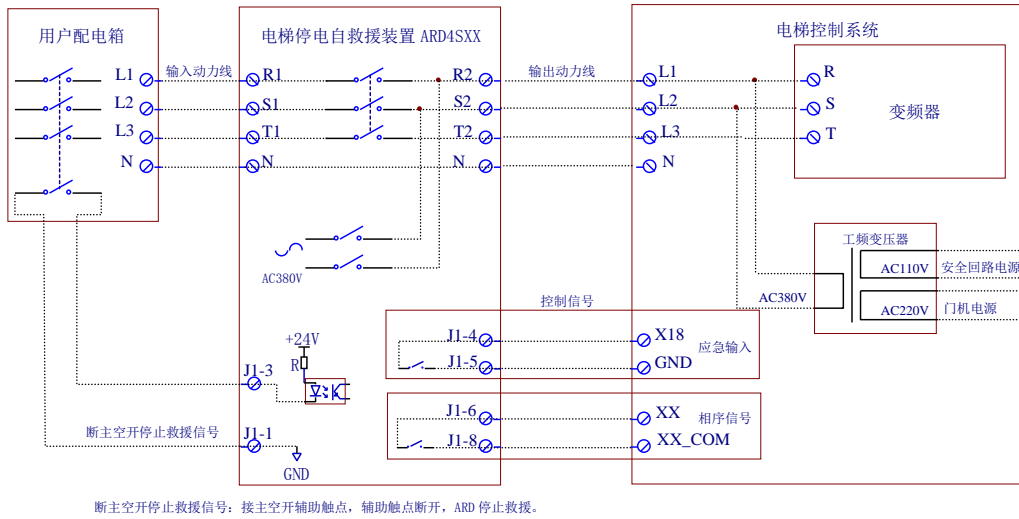 用户配电箱
电梯停电自救援装置 ARD4SXX
电梯控制系统
L1
输入动力线
R1
R2
输出动力线
L1
R
L2
S1
S2
L2
S
变频器
L3
T1
T2
L3
T
N
N
N
N
AC380V
工频变压器
AC110V
安全回路电源
AC380V
AC220V
门机电源
控制信号
J1-4
X18
应急输入
J1-5
GND
+24V
R
J1-3
J1-6
XX
相序信号
J1-8
XX_COM
断主空开停止救援信号
J1-1
GND
断主空开停止救援信号：接主空开辅助触点，辅助触点断开，ARD 停止救援。